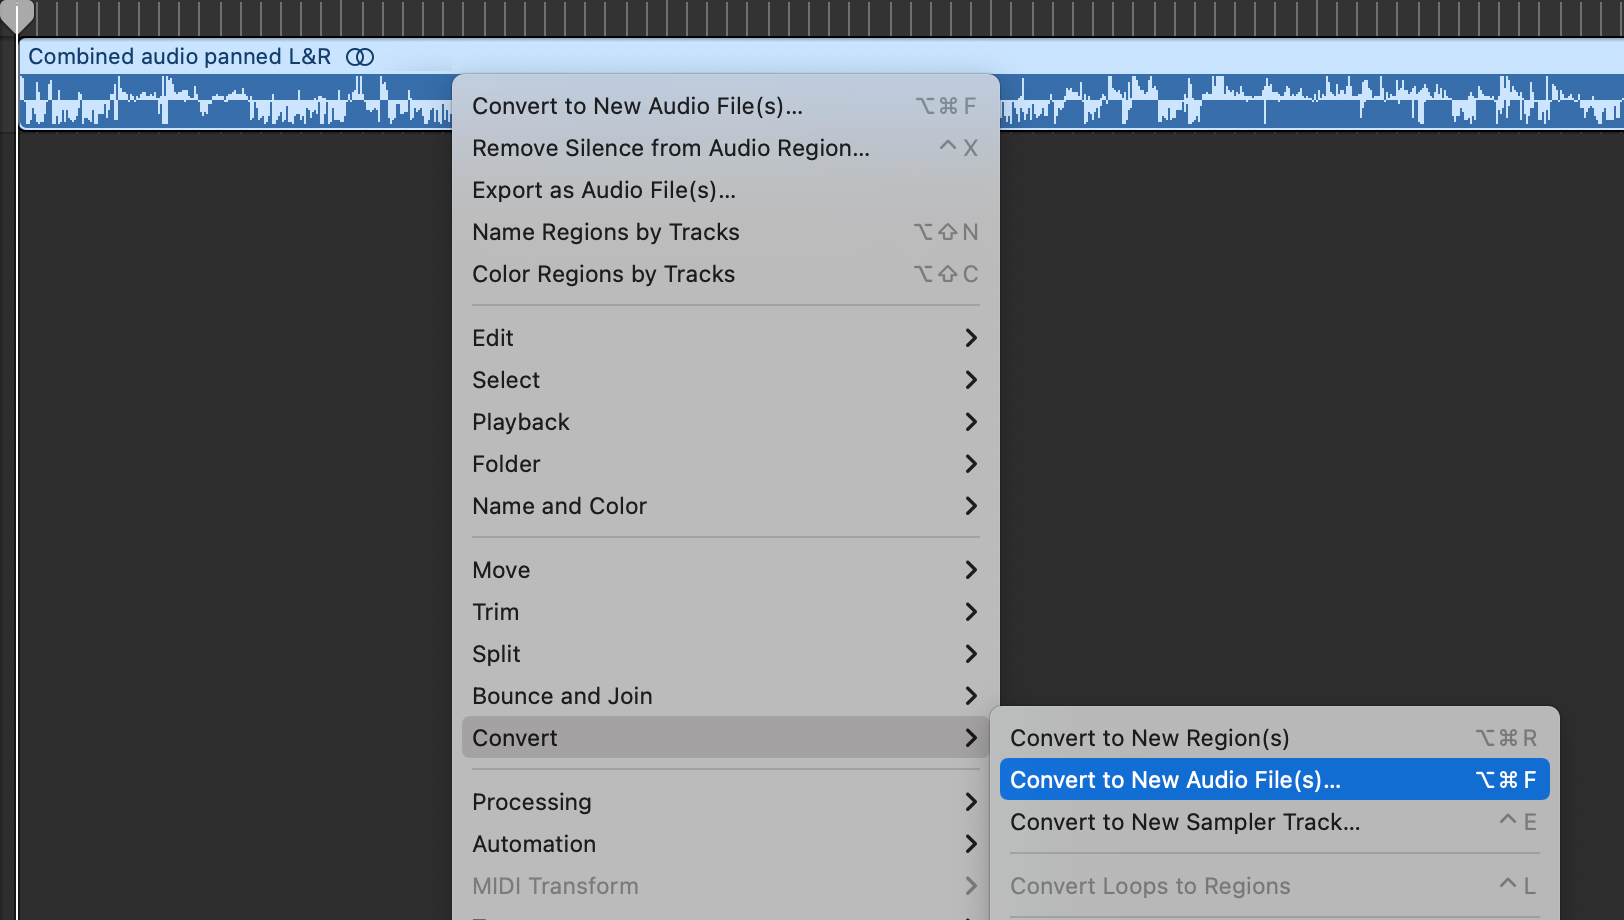 Combined audio panned L&R
Convert to New Audio File(s)... ⌥⌘F
Remove Silence from Audio Region... ^X
Export as Audio File(s)...
Name Regions by Tracks ⌥⇧N
Color Regions by Tracks ⌥⇧C
Edit
Select
Playback
Folder
Name and Color
Move
Trim
Split
Bounce and Join
Convert
Processing
Automation
MIDI Transform
Convert to New Region(s) ⌥⌘R
Convert to New Audio File(s)... ⌥⌘F
Convert to New Sampler Track... ^E
Convert Loops to Regions ^L